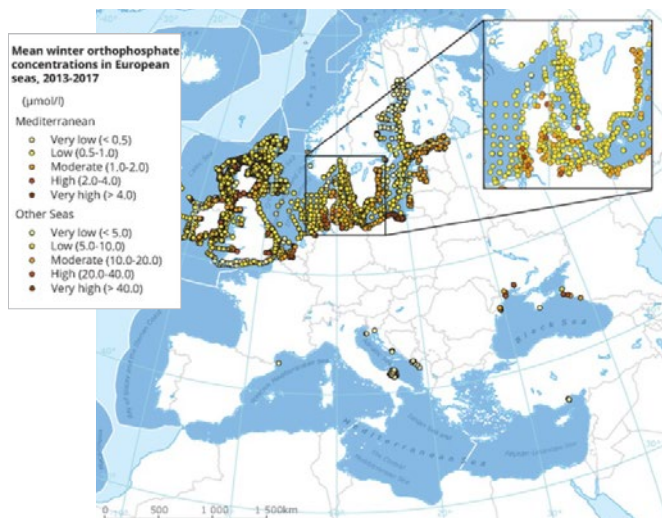 Mean winter orthophosphate
concentrations in European
seas, 2013-2017
(µmol/l)
Mediterranean
Very low (< 0.5)
Low (0.5-1.0)
Moderate (1.0-2.0)
High (2.0-4.0)
Very high (> 4.0)
Other Seas
Very low (< 5.0)
Low (5.0-10.0)
Moderate (10.0-20.0)
High (20.0-40.0)
Very high (> 40.0)
Black Sea
Mediterranean Sea
0 500 1 000 1 500km